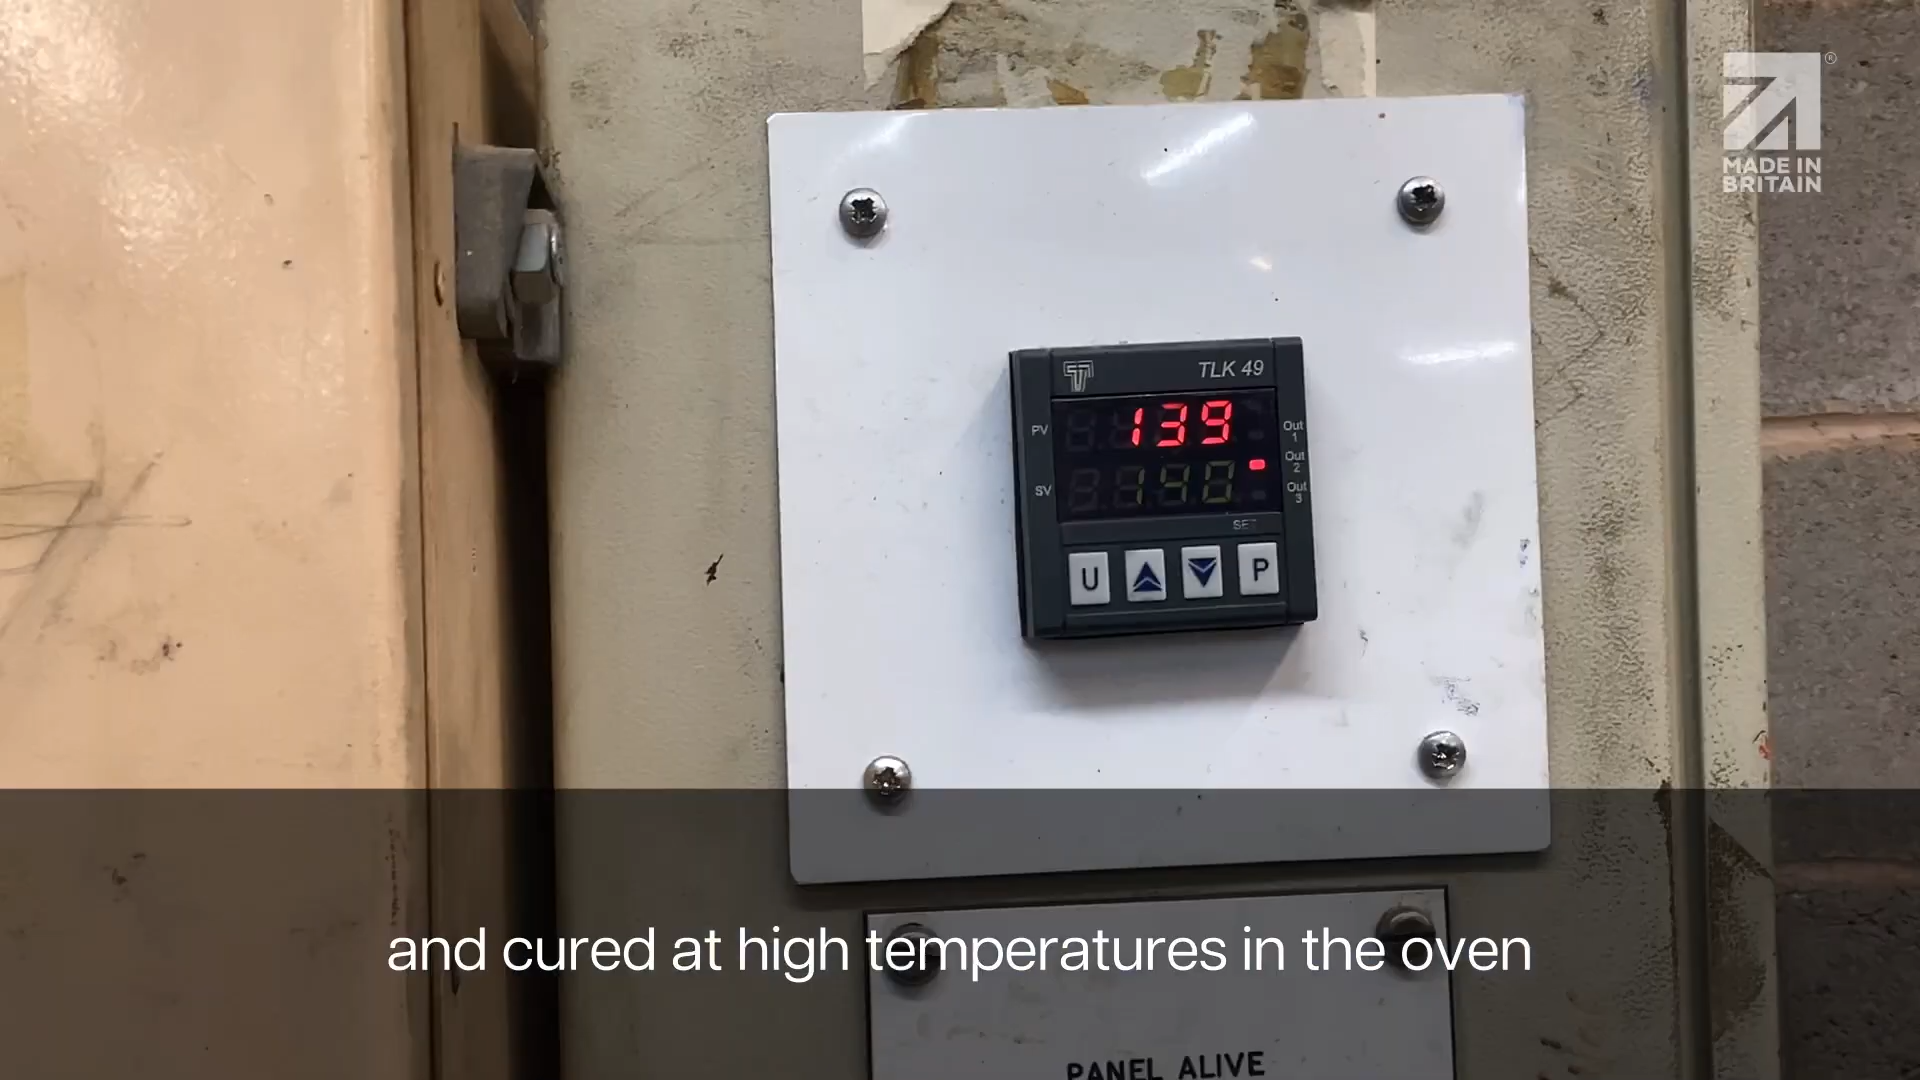 MADE IN
BRITAIN
®
TLK 49
PV
139
Out
1
Out
2
SV
140
Out
3
SET
U
P
and cured at high temperatures in the oven
PANEL ALIVE